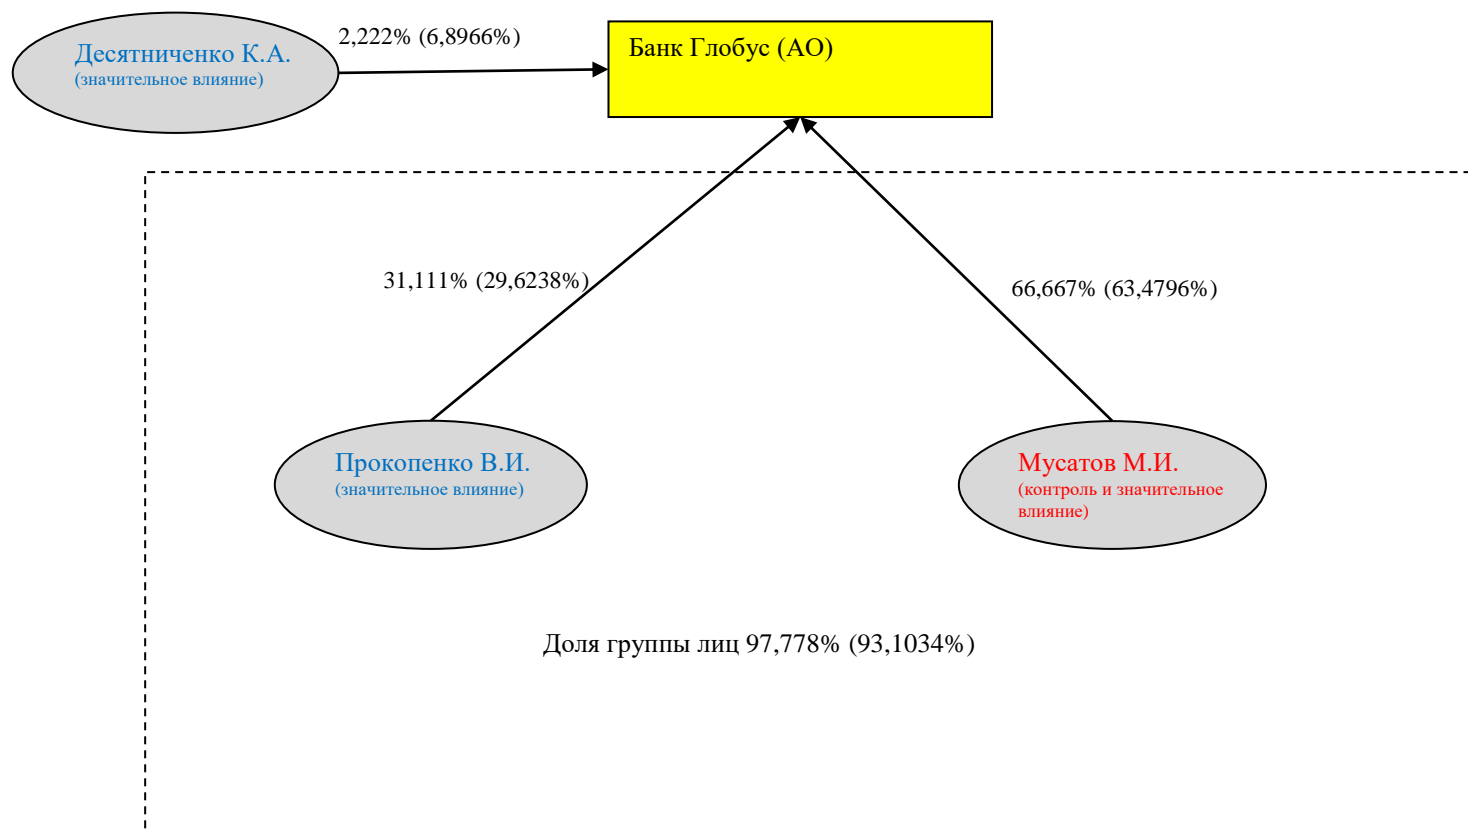 Десятниченко К.А.
(значительное влияние)
2,222% (6,8966%)
Банк Глобус (АО)
31,111% (29,6238%)
66,667% (63,4796%)
Прокопенко В.И.
(значительное влияние)
Мусатов М.И.
(контроль и значительное
влияние)
Доля группы лиц 97,778% (93,1034%)